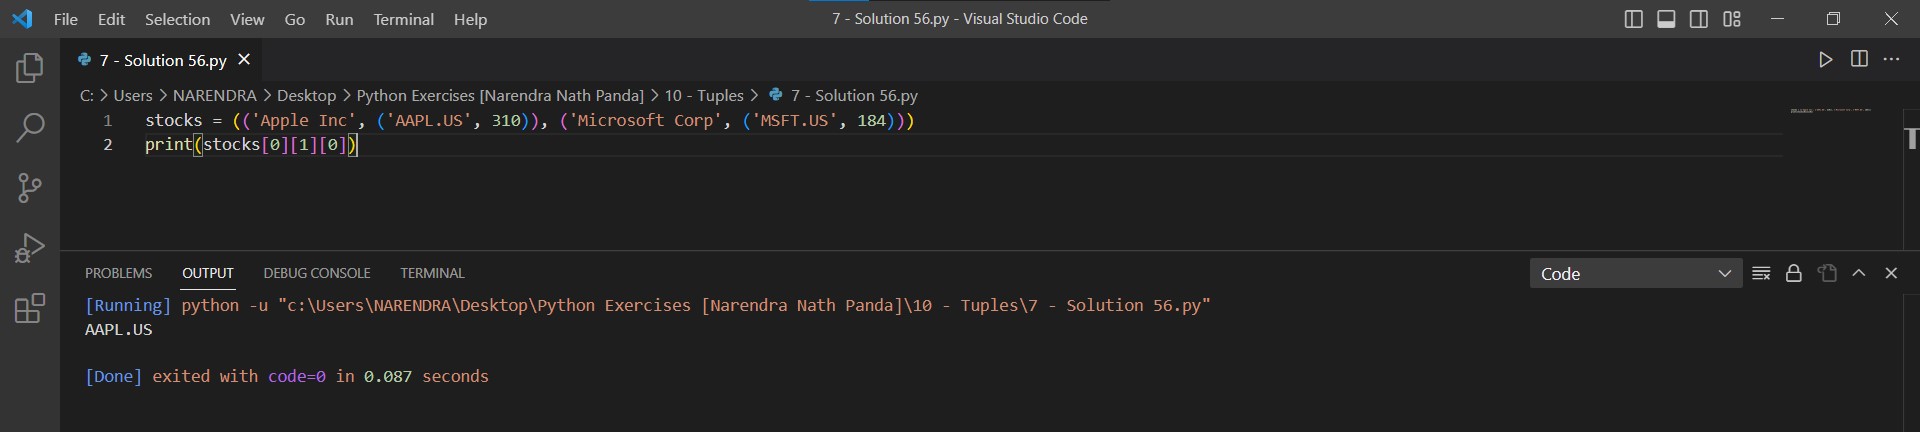 File Edit Selection View Go Run Terminal Help
7 - Solution 56.py - Visual Studio Code
7 - Solution 56.py
C: > Users > NARENDRA > Desktop > Python Exercises [Narendra Nath Panda] > 10 - Tuples > 7 - Solution 56.py
1 stocks = (('Apple Inc', ('AAPL.US', 310)), ('Microsoft Corp', ('MSFT.US', 184)))
2 print(stocks[0][1][0])
PROBLEMS OUTPUT DEBUG CONSOLE TERMINAL
Code
[Running] python -u "c:\Users\NARENDRA\Desktop\Python Exercises [Narendra Nath Panda]\10 - Tuples\7 - Solution 56.py"
AAPL.US
[Done] exited with code=0 in 0.087 seconds